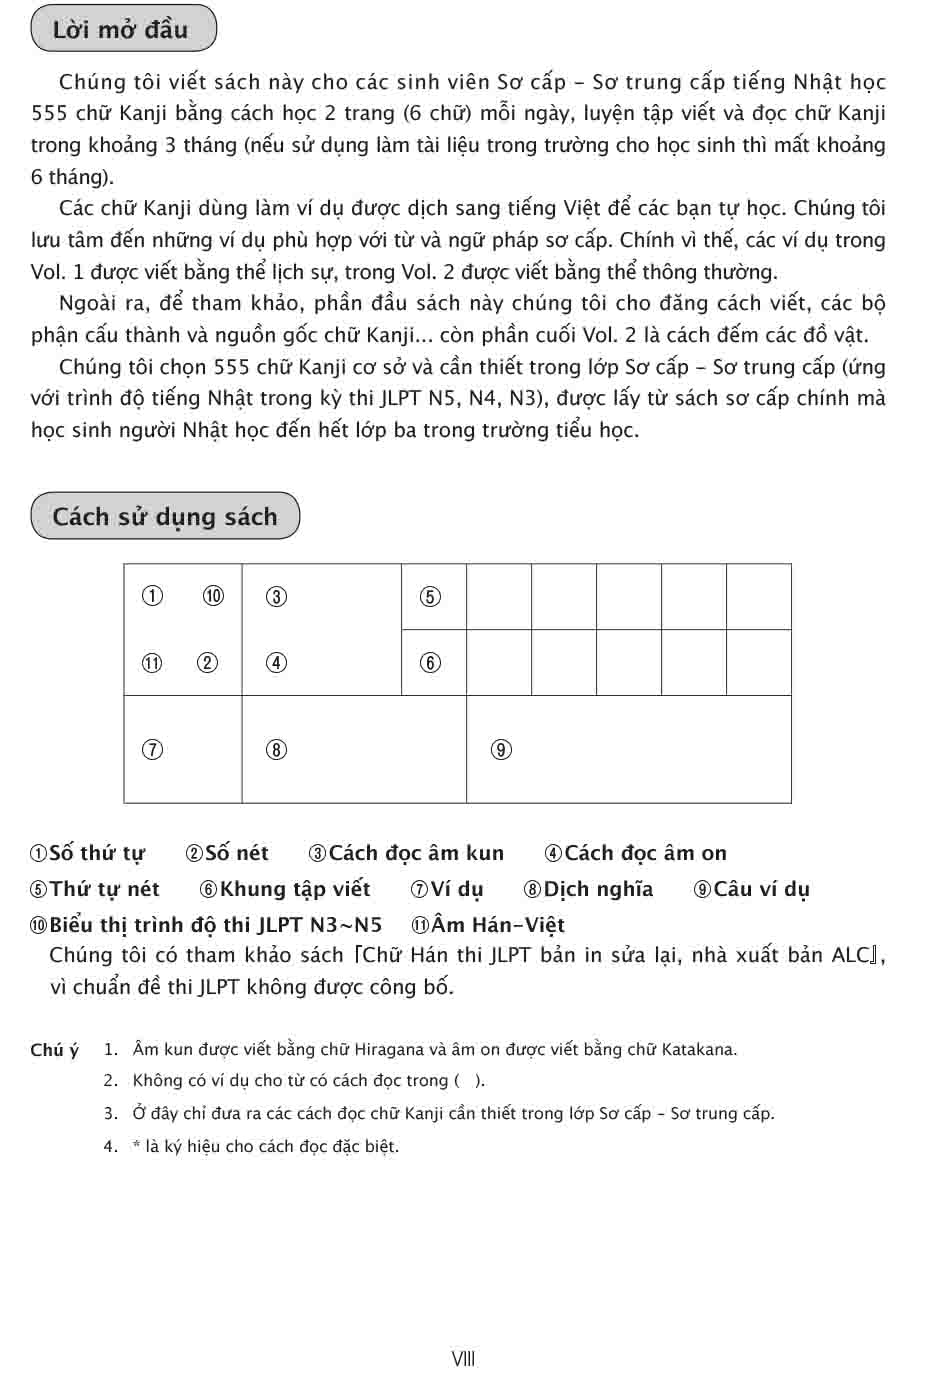 Lời mở đầu
Chúng tôi viết sách này cho các sinh viên Sơ cấp – Sơ trung cấp tiếng Nhật học
555 chữ Kanji bằng cách học 2 trang (6 chữ) mỗi ngày, luyện tập viết và đọc chữ Kanji
trong khoảng 3 tháng (nếu sử dụng làm tài liệu trong trường cho học sinh thì mất khoảng
6 tháng).
Các chữ Kanji dùng làm ví dụ được dịch sang tiếng Việt để các bạn tự học. Chúng tôi
lưu tâm đến những ví dụ phù hợp với từ và ngữ pháp sơ cấp. Chính vì thế, các ví dụ trong
Vol. 1 được viết bằng thể lịch sự, trong Vol. 2 được viết bằng thể thông thường.
Ngoài ra, để tham khảo, phần đầu sách này chúng tôi cho đăng cách viết, các bộ
phận cấu thành và nguồn gốc chữ Kanji... còn phần cuối Vol. 2 là cách đếm các đồ vật.
Chúng tôi chọn 555 chữ Kanji cơ sở và cần thiết trong lớp Sơ cấp – Sơ trung cấp (ứng
với trình độ tiếng Nhật trong kỳ thi JLPT N5, N4, N3), được lấy từ sách sơ cấp chính mà
học sinh người Nhật học đến hết lớp ba trong trường tiểu học.
Cách sử dụng sách
① ⑩ ③ ⑤
⑪ ② ④ ⑥
⑦ ⑧ ⑨
①Số thứ tự ②Số nét ③Cách đọc âm kun ④Cách đọc âm on
⑤Thứ tự nét ⑥Khung tập viết ⑦Ví dụ ⑧Dịch nghĩa ⑨Câu ví dụ
⑩Biểu thị trình độ thi JLPT N3~N5 ⑪Âm Hán–Việt
Chúng tôi có tham khảo sách 『Chữ Hán thi JLPT bản in sửa lại, nhà xuất bản ALC』,
vì chuẩn đề thi JLPT không được công bố.
Chú ý 1. Âm kun được viết bằng chữ Hiragana và âm on được viết bằng chữ Katakana.
2. Không có ví dụ cho từ có cách đọc trong ( ).
3. Ở đây chỉ đưa ra các cách đọc chữ Kanji cần thiết trong lớp Sơ cấp – Sơ trung cấp.
4. * là ký hiệu cho cách đọc đặc biệt.
VIII